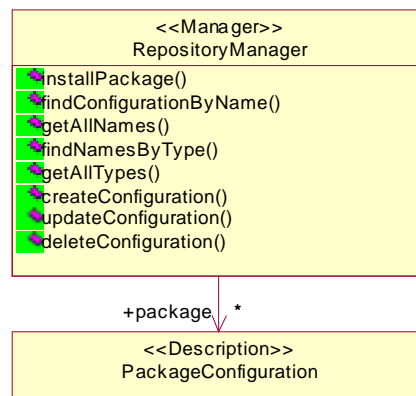 <<Manager>>
RepositoryManager
installPackage()
findConfigurationByName()
getAllNames()
findNamesByType()
getAllTypes()
createConfiguration()
updateConfiguration()
deleteConfiguration()
+package *
<<Description>>
PackageConfiguration